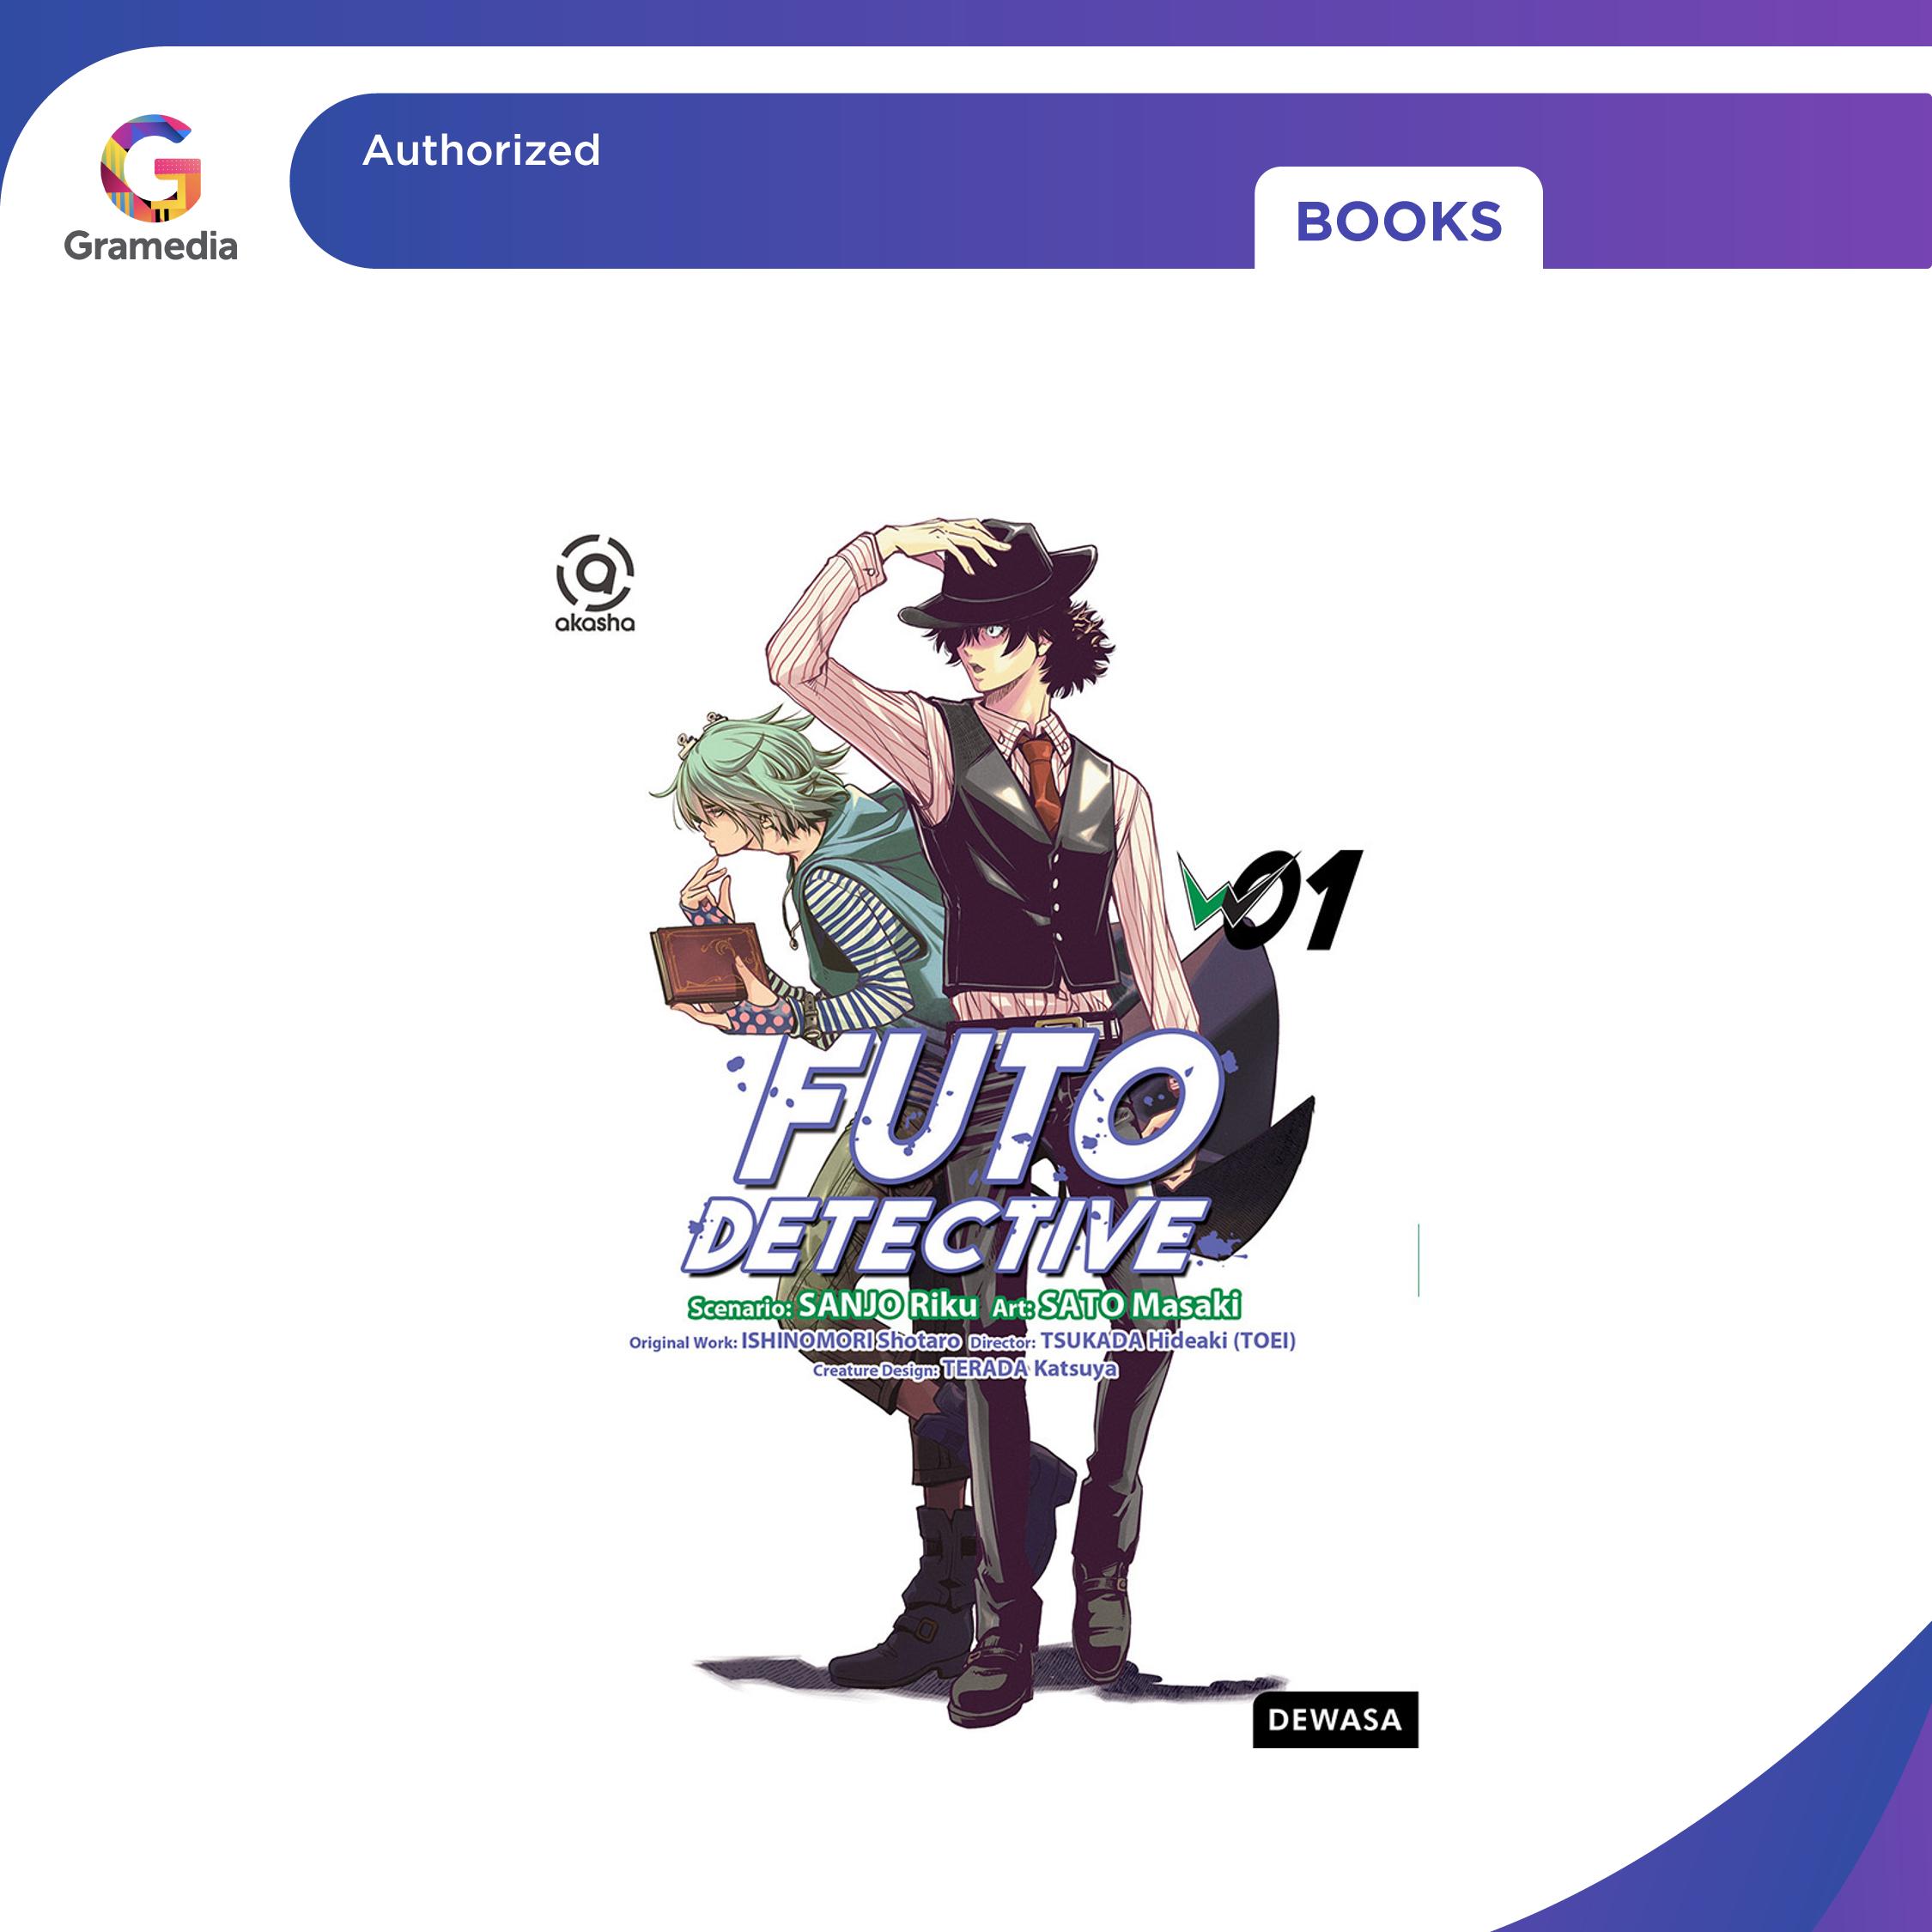 Authorized
BOOKS
Gramedia
akasha
W01
FUTO
DETECTIVE
Scenario: SANJO Riku Art: SATO Masaki
Original Work: ISHINOMORI Shotaro Director: TSUKADA Hideaki (TOEI)
Creature Design: TERADA Katsuya
DEWASA